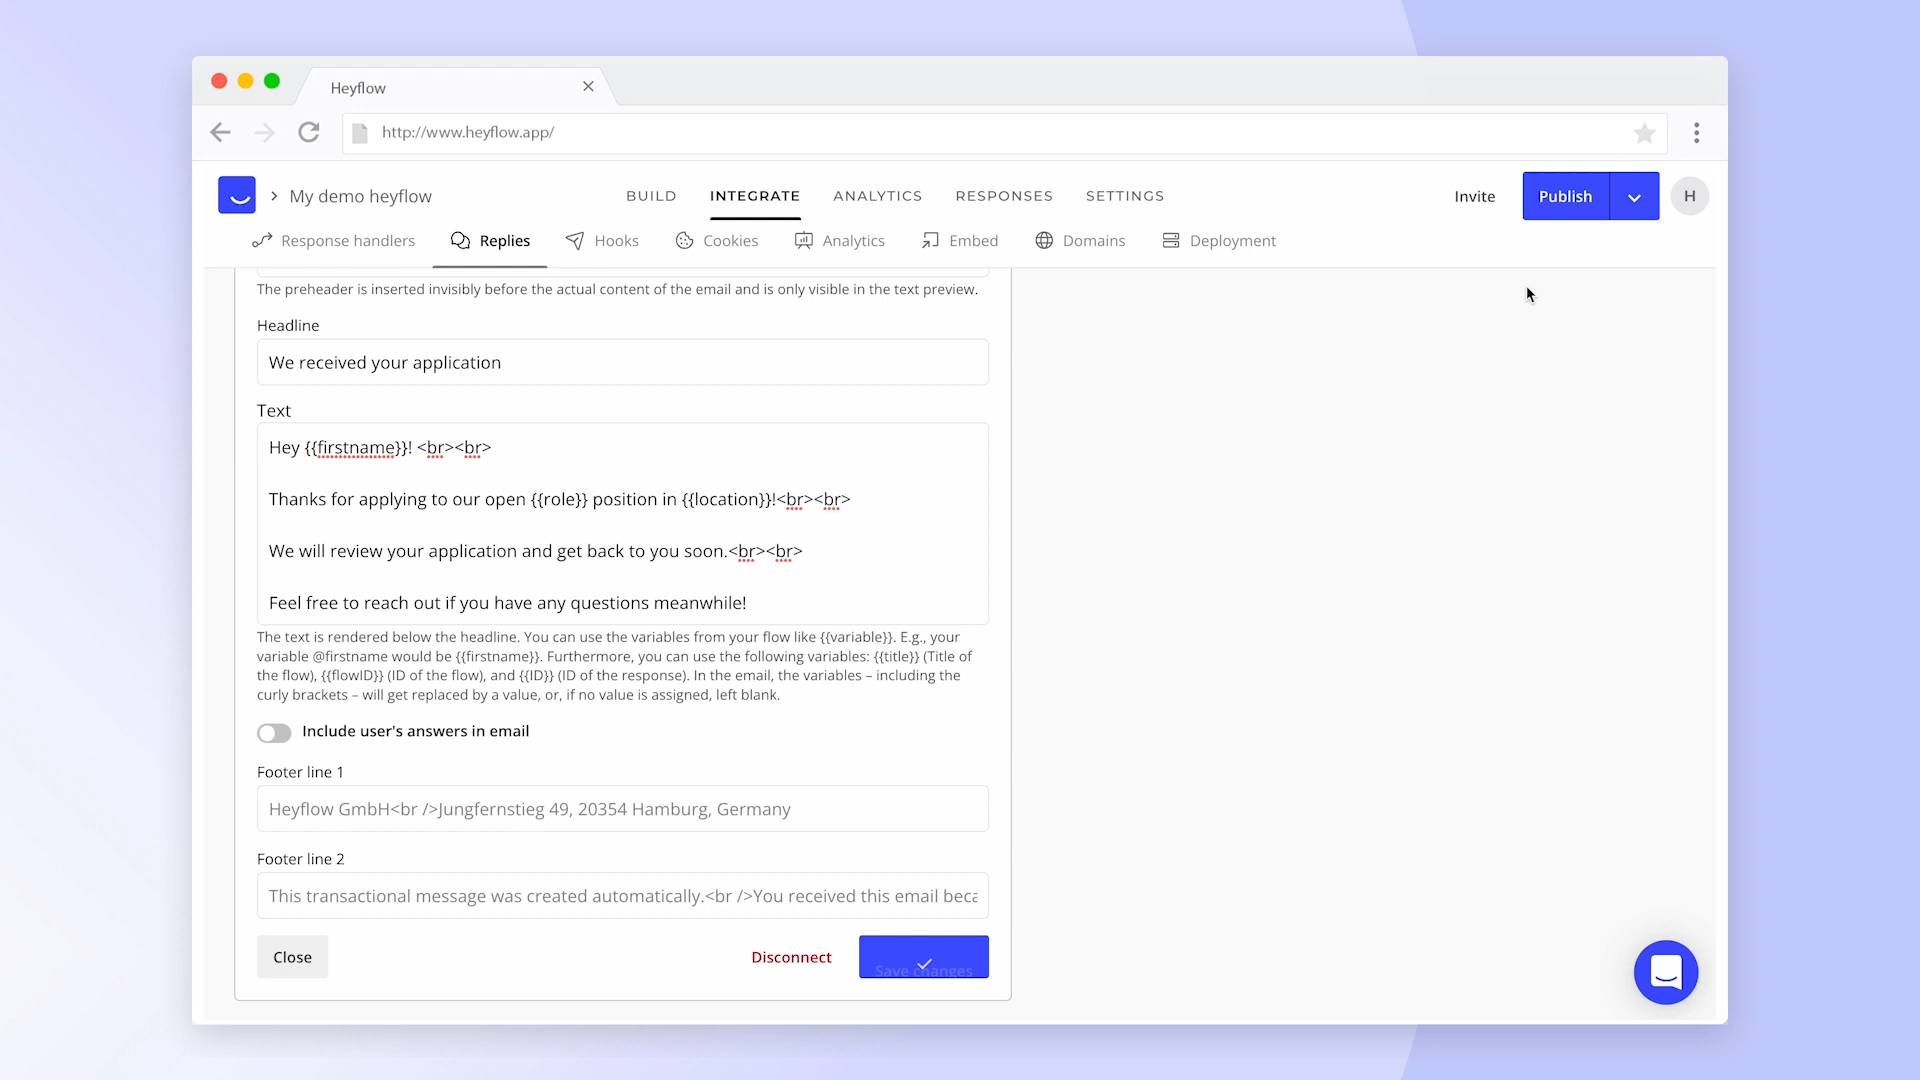 Heyflow
http://www.heyflow.app/
My demo heyflow
BUILD
INTEGRATE
ANALYTICS
RESPONSES
SETTINGS
Invite
Publish
H
Response handlers
Replies
Hooks
Cookies
Analytics
Embed
Domains
Deployment
The preheader is inserted invisibly before the actual content of the email and is only visible in the text preview.
Headline
We received your application
Text
Hey {{firstname}}! <br><br>
Thanks for applying to our open {{role}} position in {{location}}!<br><br>
We will review your application and get back to you soon.<br><br>
Feel free to reach out if you have any questions meanwhile!
The text is rendered below the headline. You can use the variables from your flow like {{variable}}. E.g., your
variable @firstname would be {{firstname}}. Furthermore, you can use the following variables: {{title}} (Title of
the flow), {{flowID}} (ID of the flow), and {{ID}} (ID of the response). In the email, the variables – including the
curly brackets – will get replaced by a value, or, if no value is assigned, left blank.
Include user's answers in email
Footer line 1
Heyflow GmbH<br />Jungfernstieg 49, 20354 Hamburg, Germany
Footer line 2
This transactional message was created automatically.<br />You received this email beca
Close
Disconnect
Save changes